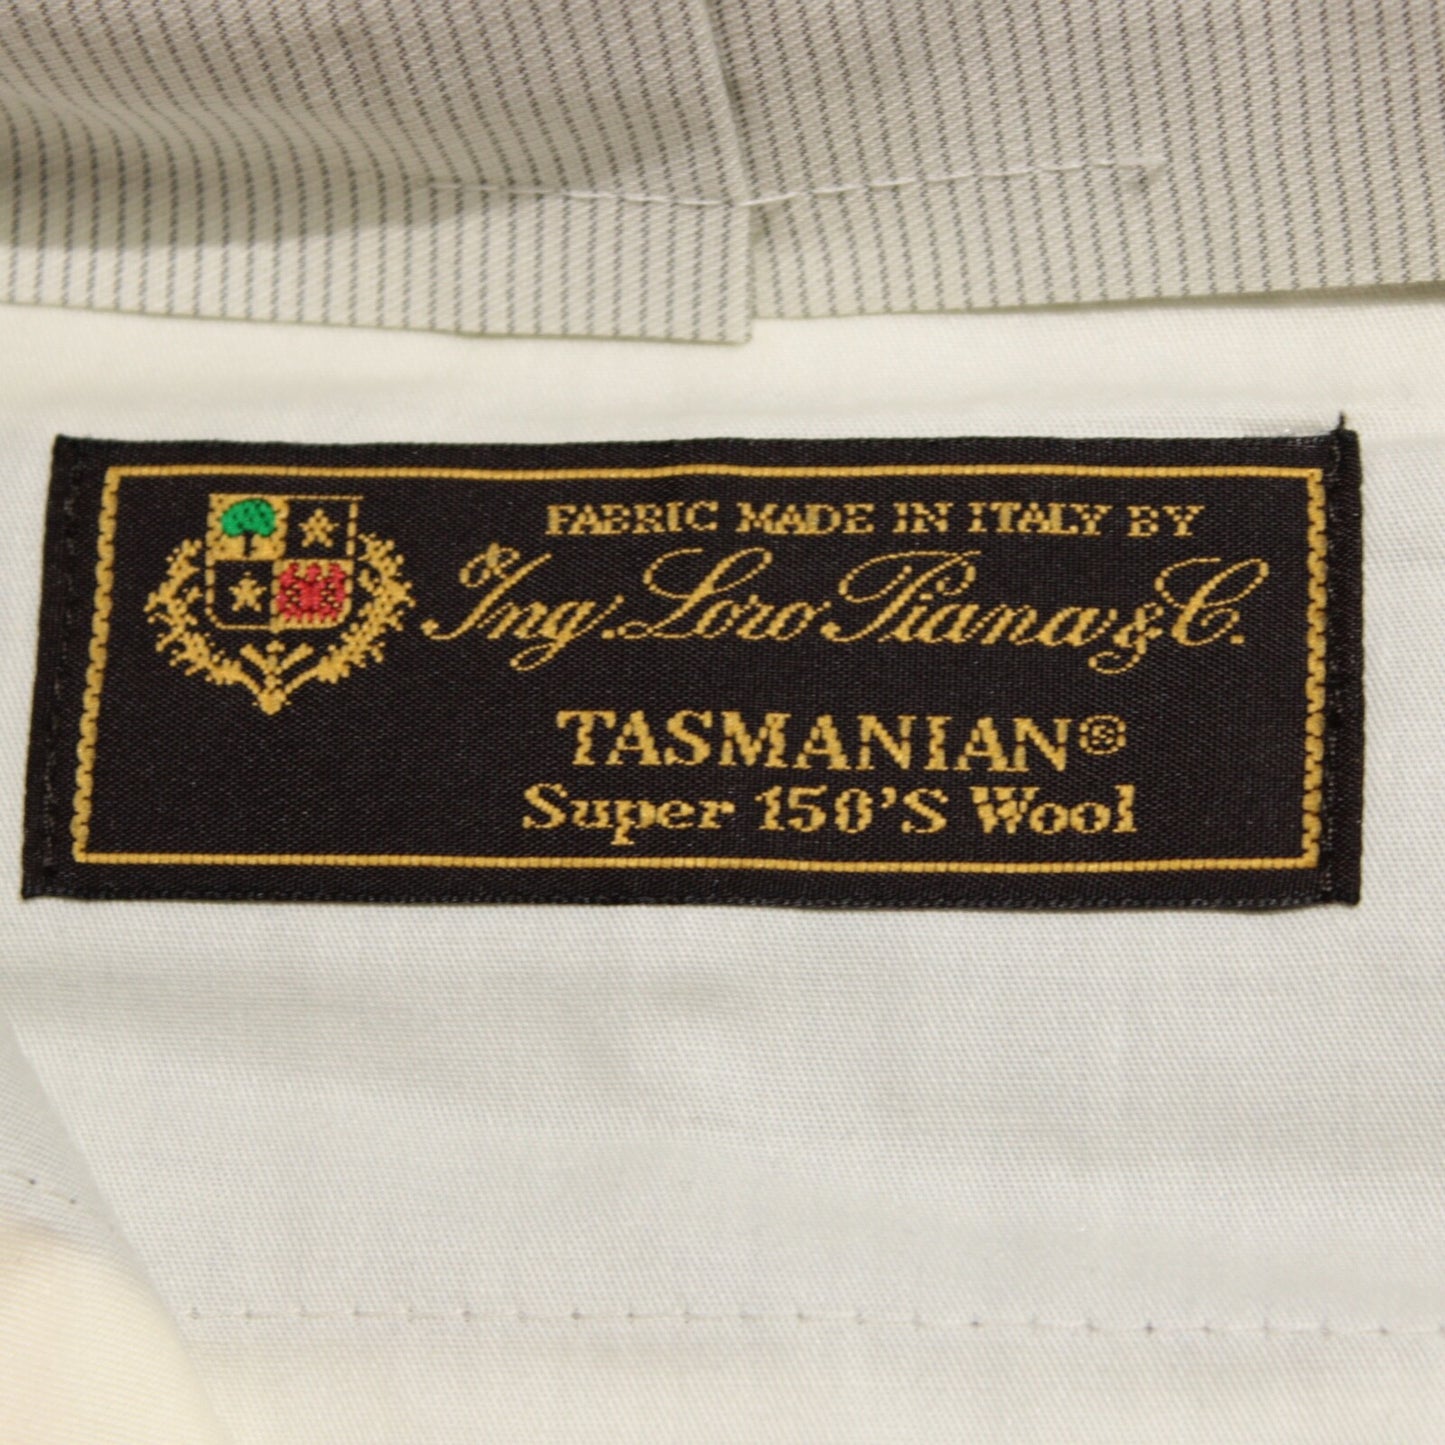 FABRIC MADE IN ITALY BY
Ing. Loro Piana & C.
TASMANIAN®
Super 150'S Wool